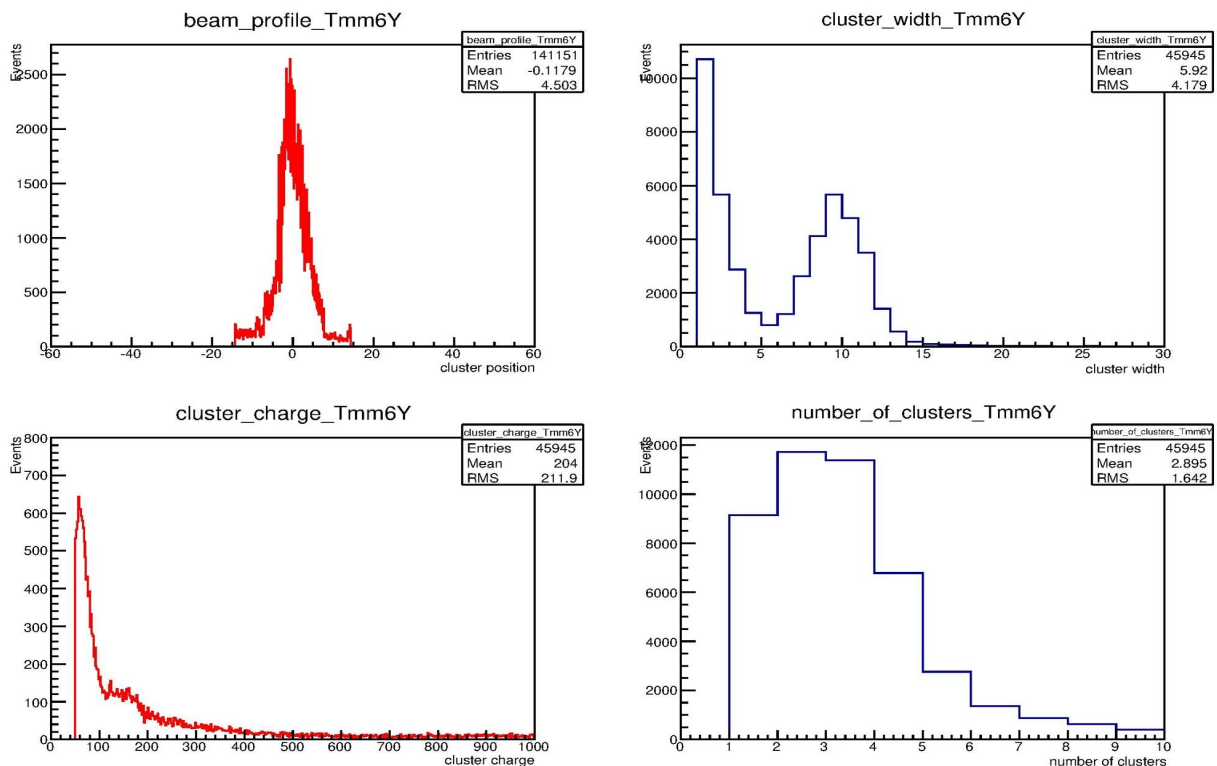 beam_profile_Tmm6Y
Events
beam_profile_Tmm6Y
Entries 141151
Mean -0.1179
RMS 4.503
2500
2000
1500
1000
500
0
-60 -40 -20 0 20 40 60
cluster position
cluster_width_Tmm6Y
Events
cluster_width_Tmm6Y
Entries 45945
Mean 5.92
RMS 4.179
10000
8000
6000
4000
2000
0
0 5 10 15 20 25 30
cluster width
cluster_charge_Tmm6Y
Events
cluster_charge_Tmm6Y
Entries 45945
Mean 204
RMS 211.9
800
700
600
500
400
300
200
100
0
0 100 200 300 400 500 600 700 800 900 1000
cluster charge
number_of_clusters_Tmm6Y
Events
number_of_clusters_Tmm6Y
Entries 45945
Mean 2.895
RMS 1.642
12000
10000
8000
6000
4000
2000
0
0 1 2 3 4 5 6 7 8 9 10
number of clusters